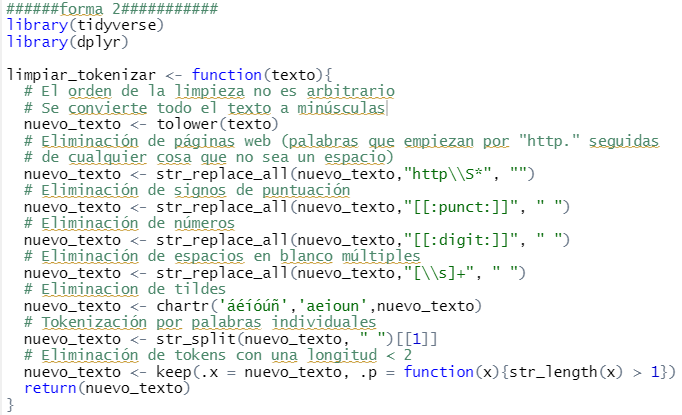 ######forma 2###########
library(tidyverse)
library(dplyr)
limpiar_tokenizar <- function(texto){
  # El orden de la limpieza no es arbitrario
  # Se convierte todo el texto a minúsculas
  nuevo_texto <- tolower(texto)
  # Eliminación de páginas web (palabras que empiezan por "http." seguidas
  # de cualquier cosa que no sea un espacio)
  nuevo_texto <- str_replace_all(nuevo_texto,"http\\S*", "")
  # Eliminación de signos de puntuación
  nuevo_texto <- str_replace_all(nuevo_texto,"[[:punct:]]", " ")
  # Eliminación de números
  nuevo_texto <- str_replace_all(nuevo_texto,"[[:digit:]]", " ")
  # Eliminación de espacios en blanco múltiples
  nuevo_texto <- str_replace_all(nuevo_texto,"[\\s]+", " ")
  # Eliminacion de tildes
  nuevo_texto <- chartr('áéíóúñ','aeioun',nuevo_texto)
  # Tokenización por palabras individuales
  nuevo_texto <- str_split(nuevo_texto, " ")[[1]]
  # Eliminación de tokens con una longitud < 2
  nuevo_texto <- keep(.x = nuevo_texto, .p = function(x){str_length(x) > 1})
  return(nuevo_texto)
}